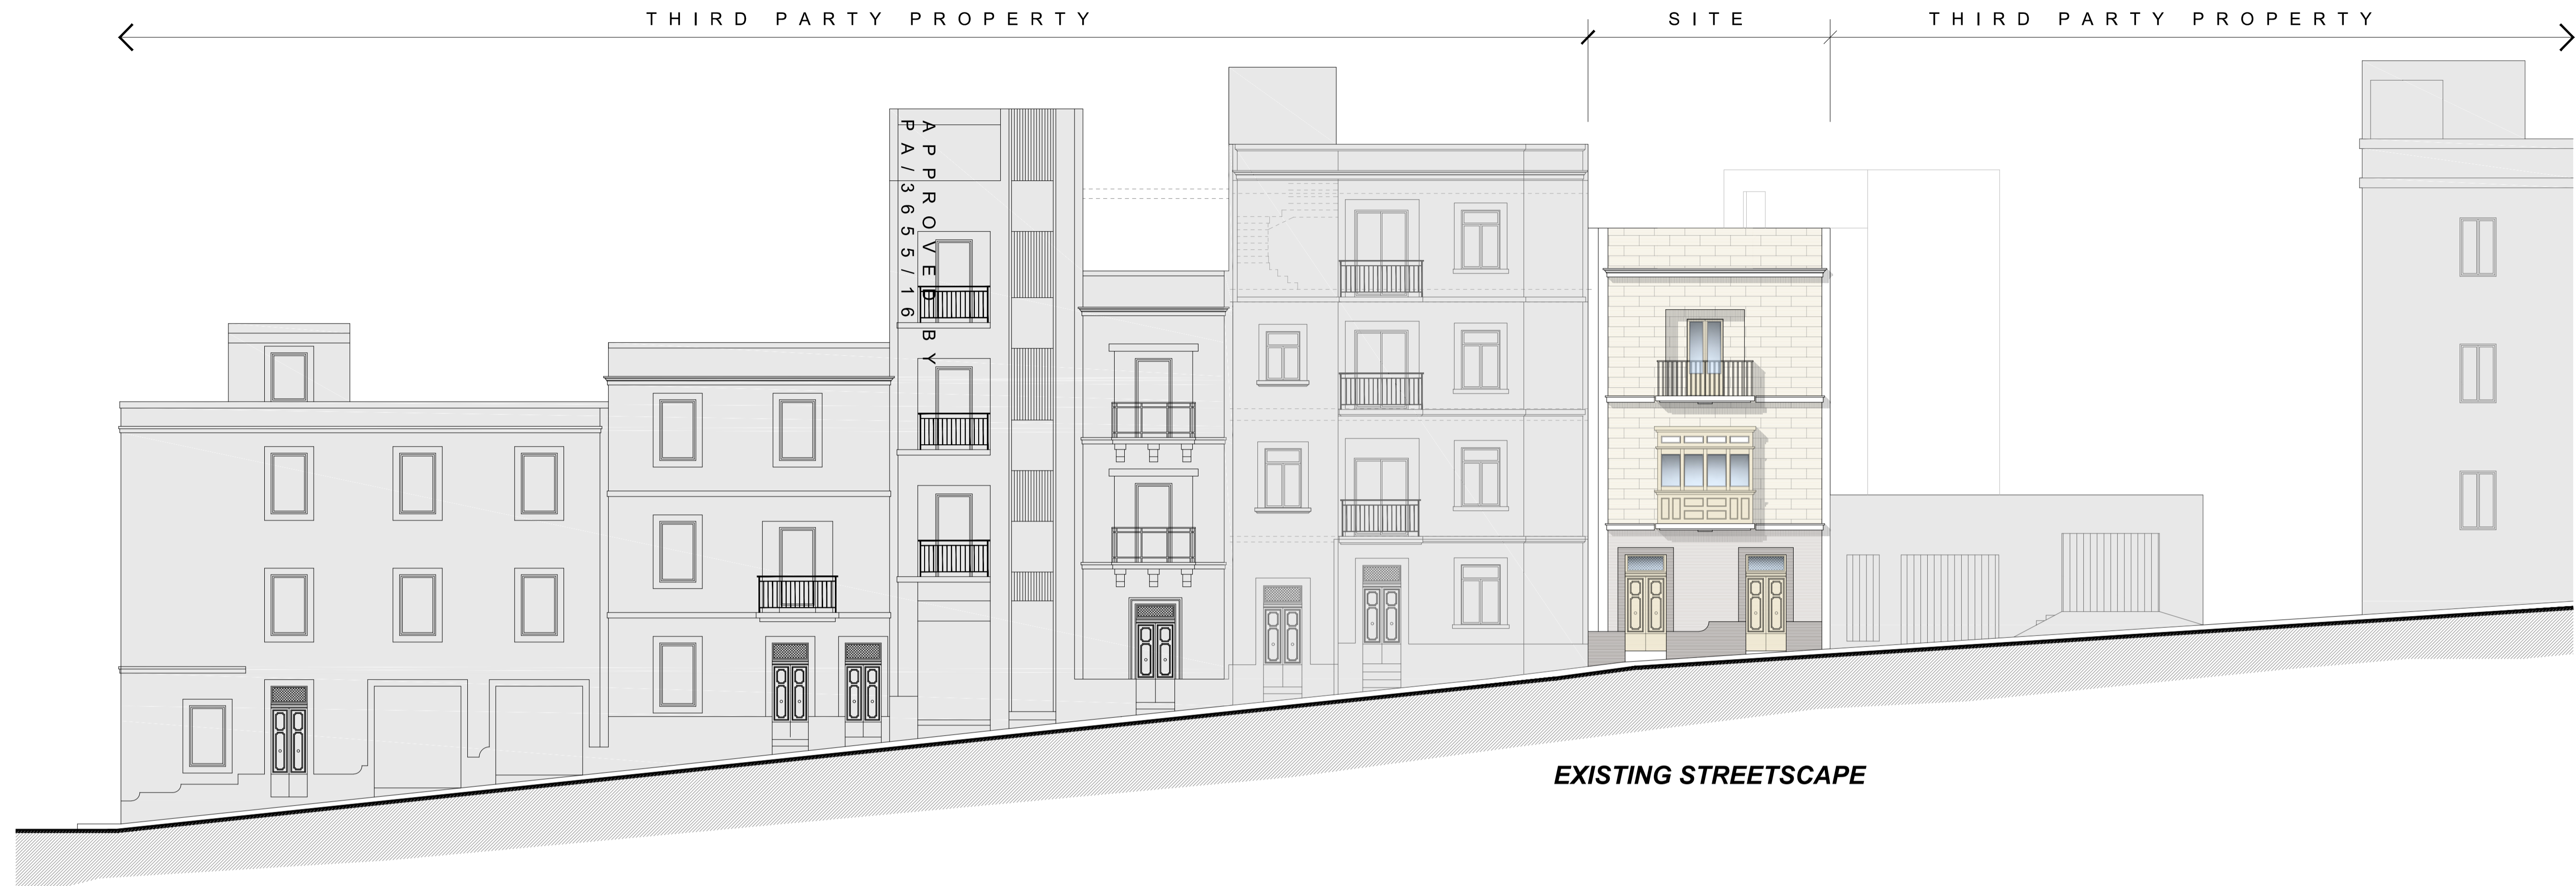 THIRD PARTY PROPERTY
SITE
THIRD PARTY PROPERTY
APPROVED BY
PA/3655/16
EXISTING STREETSCAPE